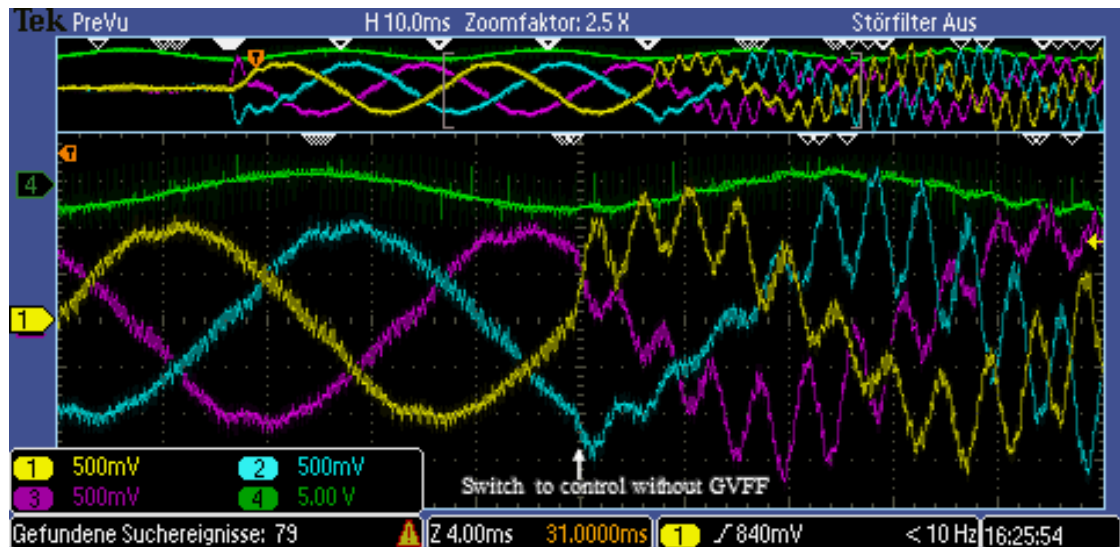 Tek PreVu H 10.0ms Zoomfaktor: 2.5 X Störfilter Aus
T
T
4
1
1 500mV 2 500mV
3 500mV 4 5.00 V
Switch to control without GVFF
Gefundene Suchereignisse: 79 Z 4.00ms 31.0000ms 1 840mV < 10 Hz 16:25:54